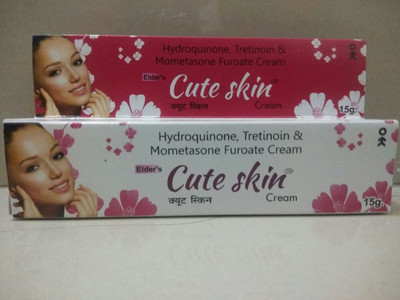 Hydroquinone, Tretinoin &
Mometasone Furoate Cream
Elder's
Cute skin®
क्यूट स्किन
Cream
15g.
Hydroquinone, Tretinoin &
Mometasone Furoate Cream
Elder's
Cute skin®
क्यूट स्किन
Cream
15g.